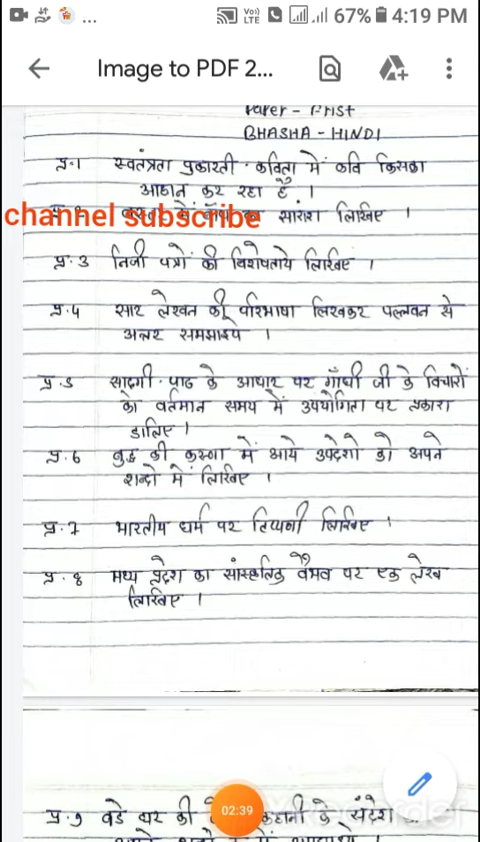 ... Vo)) LTE 67% 4:19 PM
Image to PDF 2...
Paper - First
BHASHA - HINDI
प्र.1 स्वतंत्रता पुकारती कविता में कवि किसका
आह्वान कर रहा है ।
channel subscribe
सारांश लिखिए ।
प्र.3 निजी पत्रों की विशेषताये लिखिए ।
प्र.4 सार लेखन की परिभाषा लिखकर पल्लवन से
अन्तर समझाइये ।
प्र.5 सादगी पाठ के आधार पर गाँधी जी के विचारों
को वर्तमान समय में उपयोगिता पर प्रकाश
डालिए ।
प्र.6 बुद्ध की करुणा में आये उपदेशो को अपने
शब्दो में लिखिए ।
प्र.7 भारतीय धर्म पर टिप्पनी लिखिए ।
प्र.8 मध्य प्रदेश का सांस्कृतिक वैभव पर एक लेख
लिखिए ।
प्र.9 बडे घर की कहानी के संदेश
02:39